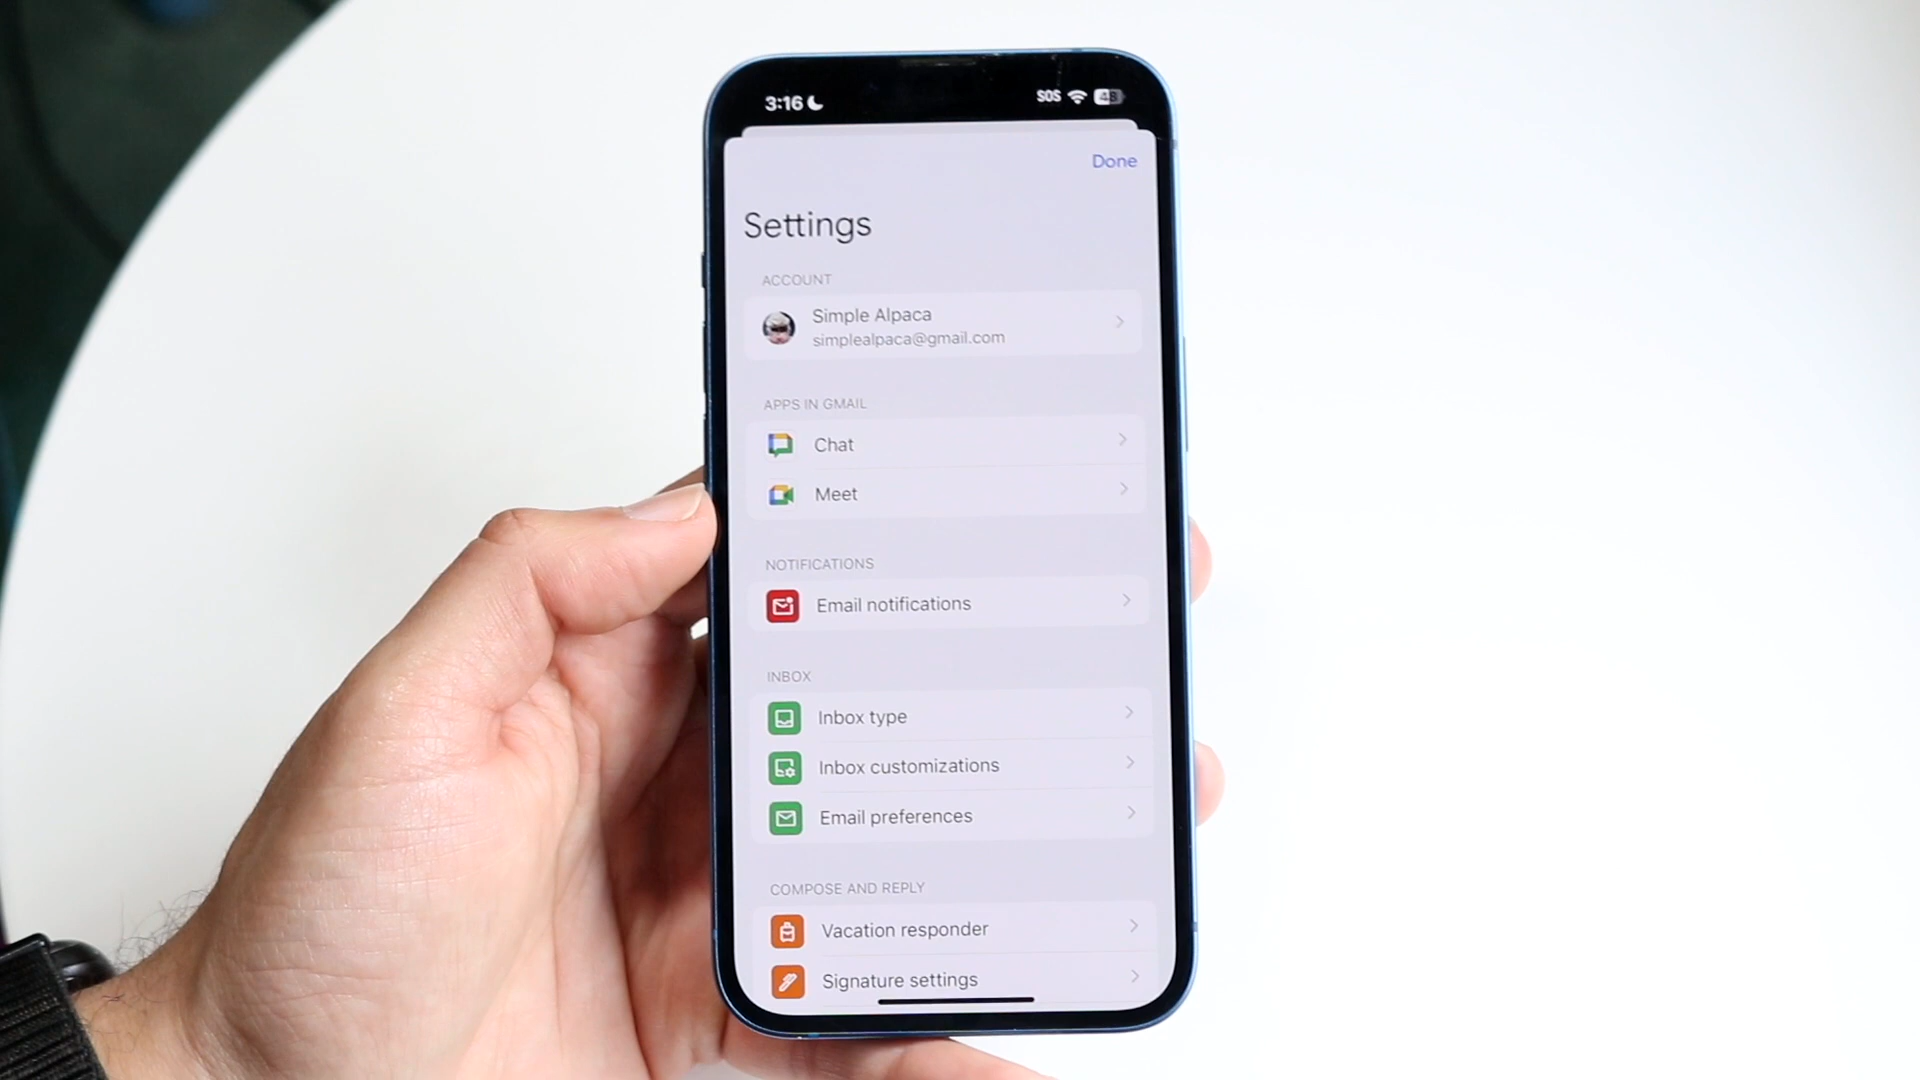 3:16 SOS 48
Done
Settings
ACCOUNT
Simple Alpaca
simplealpaca@gmail.com
APPS IN GMAIL
Chat
Meet
NOTIFICATIONS
Email notifications
INBOX
Inbox type
Inbox customizations
Email preferences
COMPOSE AND REPLY
Vacation responder
Signature settings